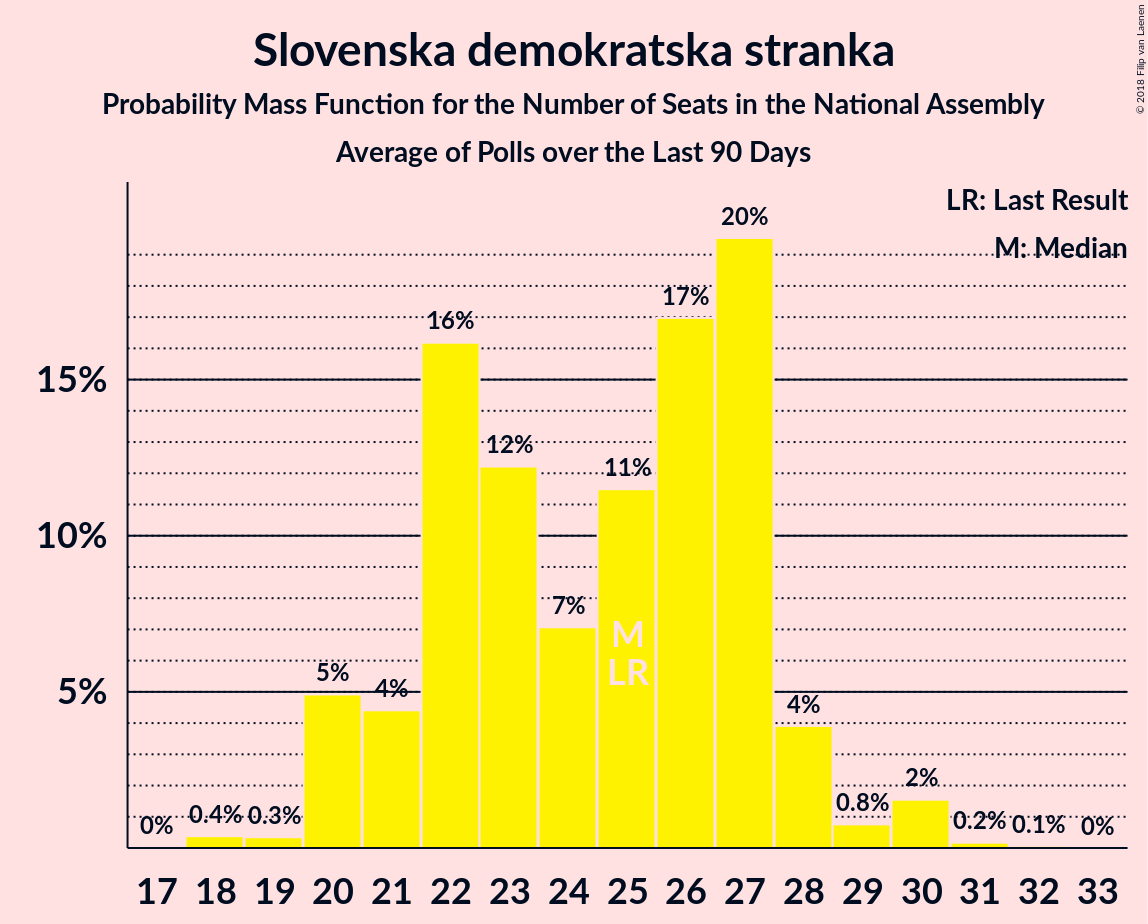 Slovenska demokratska stranka
Probability Mass Function for the Number of Seats in the National Assembly
Average of Polls over the Last 90 Days
© 2018 Filip van Laenen
LR: Last Result
M: Median
20%
17%
16%
15%
12%
11%
10%
7%
M
LR
5%
5%
4%
4%
2%
0.8%
0.4%
0.3%
0.2%
0.1%
0%
0%
17 18 19 20 21 22 23 24 25 26 27 28 29 30 31 32 33